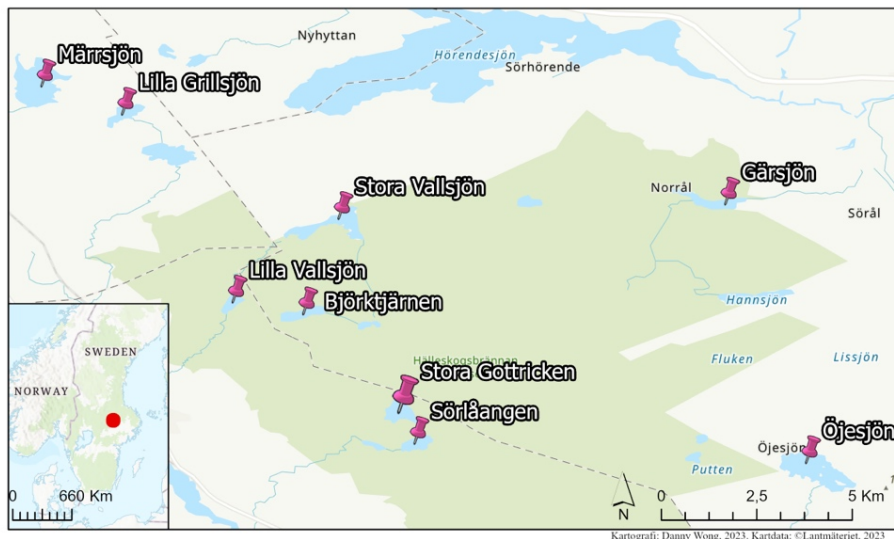 Nyhyttan
Hörendesjön
Sörhörende
Märrsjön
Lilla Grillsjön
Stora Vallsjön
Norrål
Gärsjön
Sörål
Lilla Vallsjön
Björktjärnen
Hannsjön
Hälleskogsbrännan
Fluken
Lissjön
Stora Gottricken
Sörlåangen
Öjesjön
Öjesjön
Putten
SWEDEN
NORWAY
0 660 Km
N
0 2,5 5 Km
Kartografi: Danny Wong, 2023. Kartdata: ©Lantmäteriet, 2023